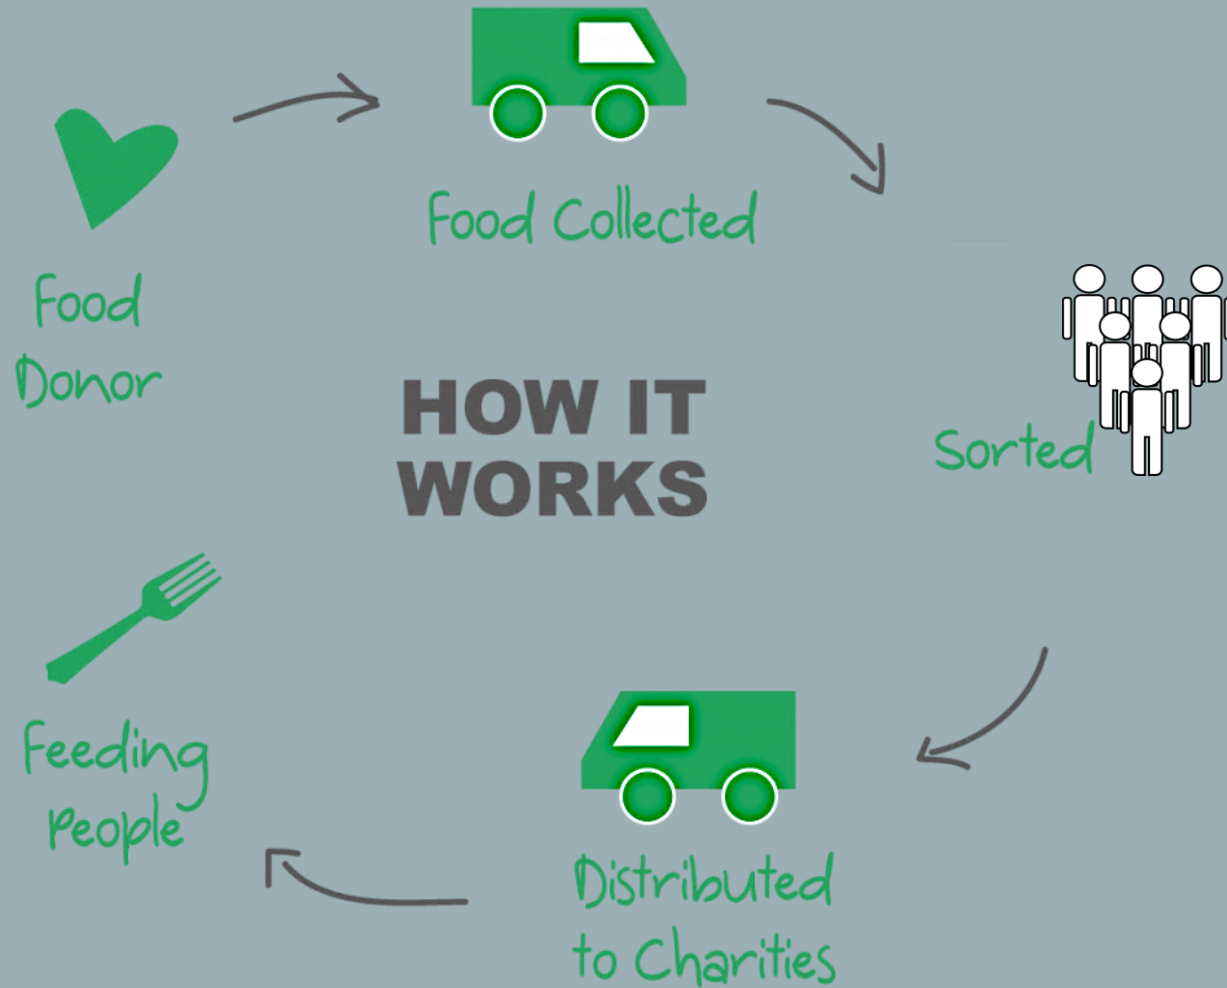 Food Collected
Food
Donor
HOW IT
WORKS
Sorted
Feeding
People
Distributed
to Charities